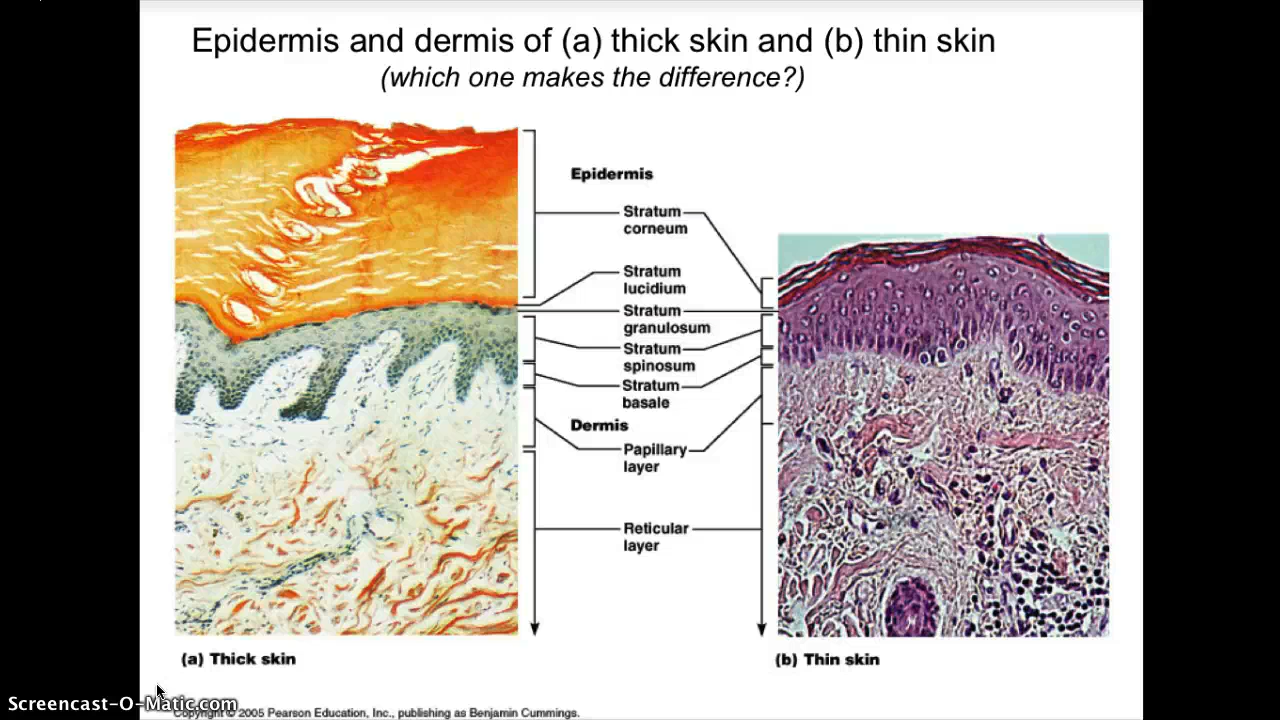 Epidermis and dermis of (a) thick skin and (b) thin skin
(which one makes the difference?)
Epidermis
Stratum
corneum
Stratum
lucidium
Stratum
granulosum
Stratum
spinosum
Stratum
basale
Dermis
Papillary
layer
Reticular
layer
(a) Thick skin
(b) Thin skin
Screencast-O-Matic.com
Copyright © 2005 Pearson Education, Inc., publishing as Benjamin Cummings.